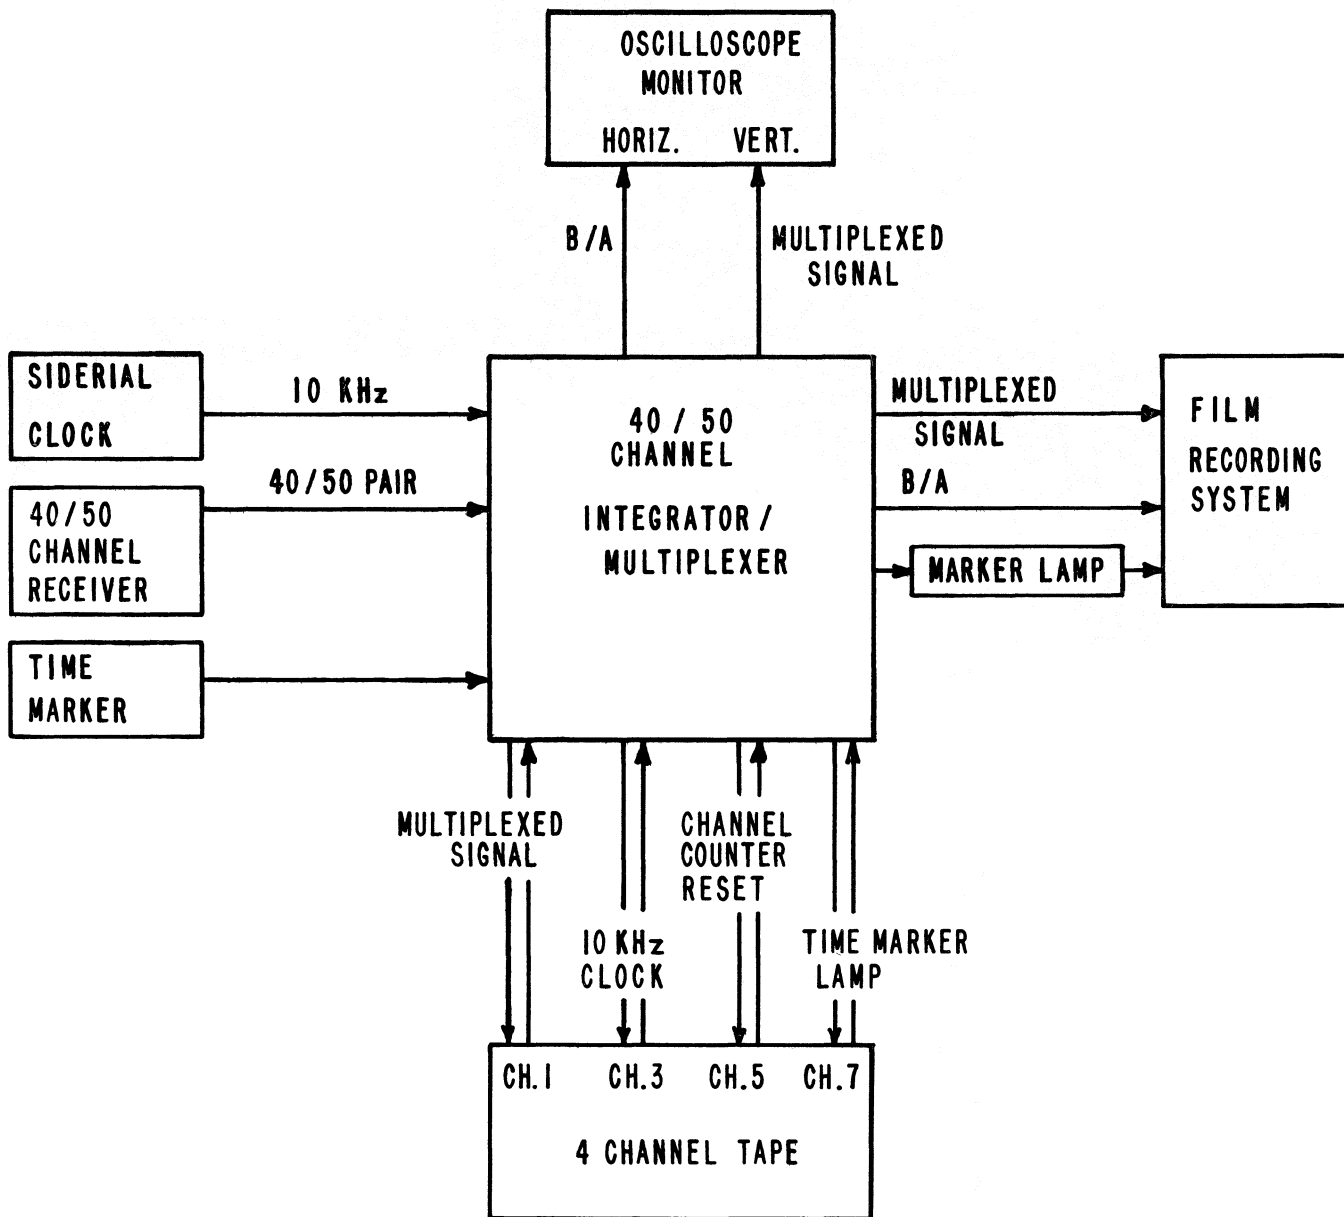 OSCILLOSCOPE
MONITOR
HORIZ. VERT.
B/A
MULTIPLEXED
SIGNAL
SIDERIAL
CLOCK
10 KHz
40/50
CHANNEL
RECEIVER
40/50 PAIR
TIME
MARKER
40 / 50
CHANNEL
INTEGRATOR /
MULTIPLEXER
MULTIPLEXED
SIGNAL
B/A
MARKER LAMP
FILM
RECORDING
SYSTEM
MULTIPLEXED
SIGNAL
10 KHz
CLOCK
CHANNEL
COUNTER
RESET
TIME MARKER
LAMP
CH.1 CH.3 CH.5 CH.7
4 CHANNEL TAPE